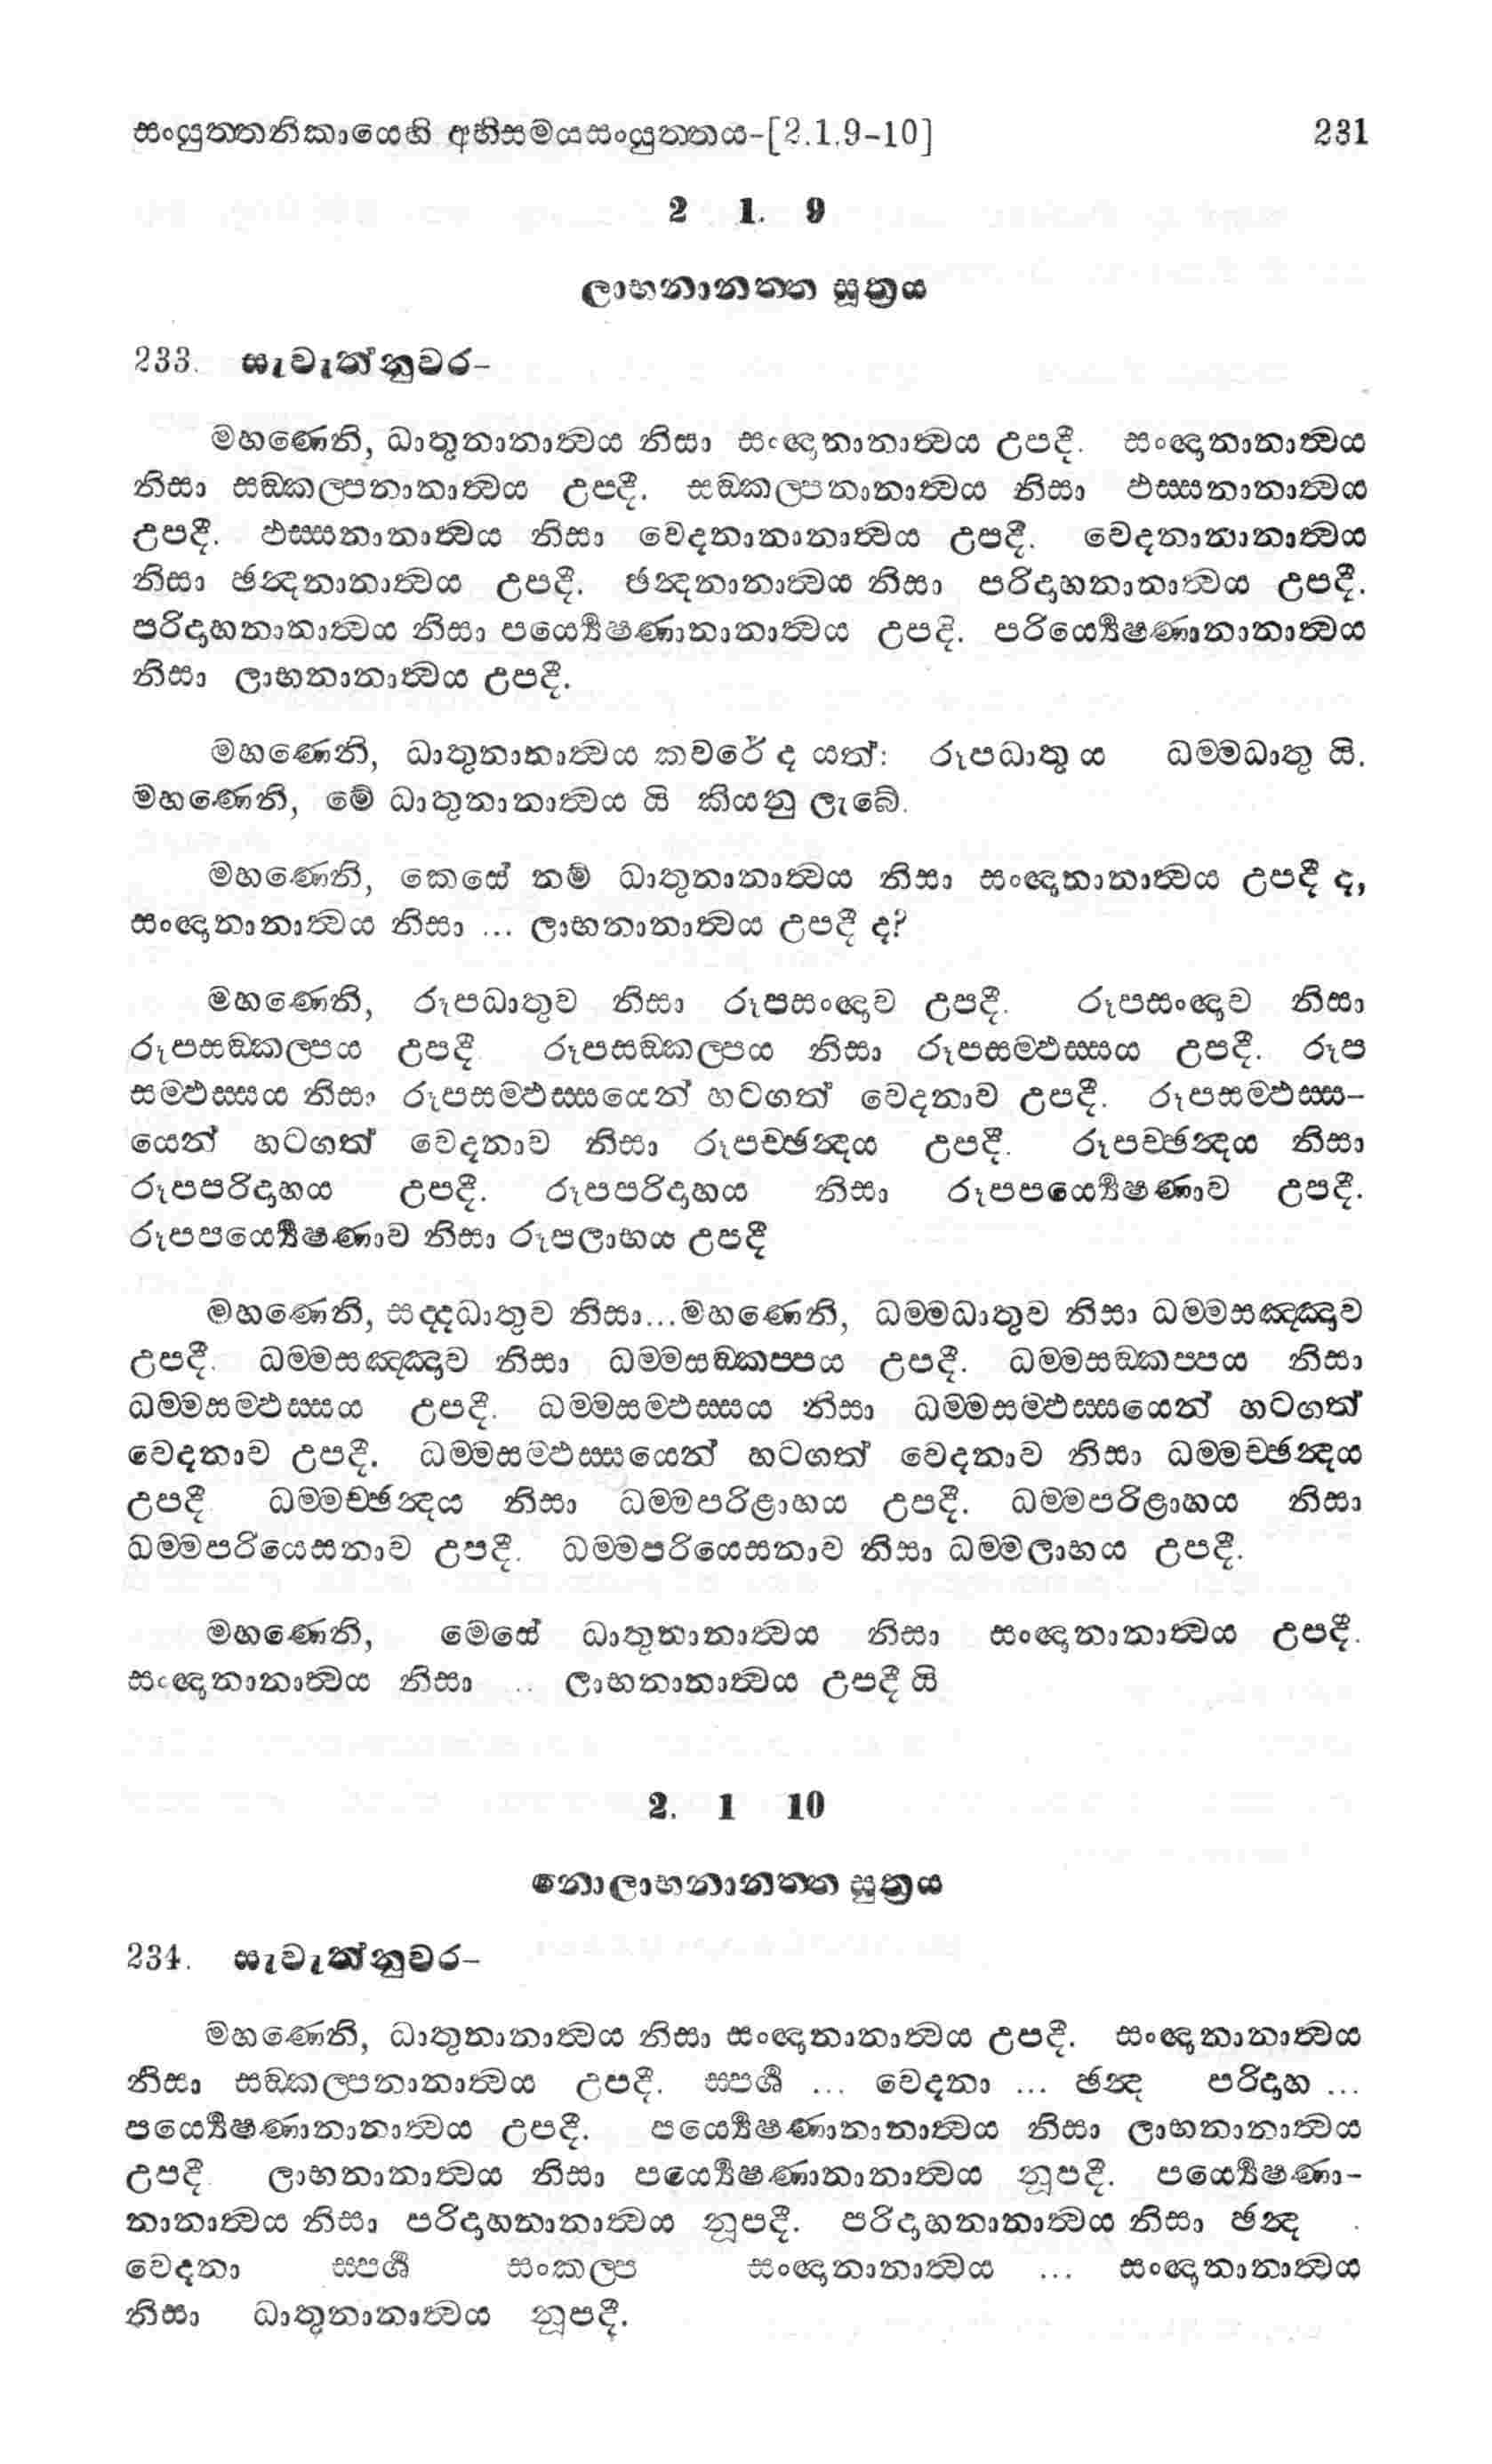 සංයුත්තනිකායෙහි අභිසමයසංයුත්තය-[2.1.9-10] 231
2 1. 9
ලාභනානත්ත සූත්‍රය
233. සැවැත්නුවර-
මහණෙනි, ධාතුනානාත්වය නිසා සංඥානානාත්වය උපදී. සංඥානානාත්වය
නිසා සඞ්කල්පනානාත්වය උපදී. සඞ්කල්පනානාත්වය නිසා ඵස්සනානාත්වය
උපදී. ඵස්සනානාත්වය නිසා වේදනානානාත්වය උපදී. වේදනානානාත්වය
නිසා ඡන්දනානාත්වය උපදී. ඡන්දනානාත්වය නිසා පරිදාහනානාත්වය උපදී.
පරිදාහනානාත්වය නිසා පර්‍ය්‍යේෂණානානාත්වය උපදි. පරියර්‍ය්‍යේෂණානානාත්වය
නිසා ලාභනානාත්වය උපදී.
මහණෙනි, ධාතුනානාත්වය කවරේ ද යත්: රූපධාතු ය ධම්මධාතු යි.
මහණෙනි, මේ ධාතුනානාත්වය යි කියනු ලැබේ.
මහණෙනි, කෙසේ නම් ධාතුනානාත්වය නිසා සංඥානානාත්වය උපදී ද,
සංඥානානාත්වය නිසා ... ලාභනානාත්වය උපදී ද?
මහණෙනි, රූපධාතුව නිසා රූපසංඥාව උපදී. රූපසංඥාව නිසා
රූපසඞ්කල්පය උපදී රූපසඞ්කල්පය නිසා රූපසම්ඵස්සය උපදී. රූප
සම්ඵස්සය නිසා රූපසම්ඵස්සයෙන් හටගත් වේදනාව උපදී. රූපසම්ඵස්ස-
යෙන් හටගත් වේදනාව නිසා රූපච්ඡන්දය උපදී. රූපච්ඡන්දය නිසා
රූපපරිදාහය උපදී. රූපපරිදාහය නිසා රූපපර්‍ය්‍යේෂණාව උපදී.
රූපපර්‍ය්‍යේෂණාව නිසා රූපලාභය උපදී
මහණෙනි, සද්දධාතුව නිසා...මහණෙනි, ධම්මධාතුව නිසා ධම්මසඤ්ඤාව
උපදී. ධම්මසඤ්ඤාව නිසා ධම්මසඞ්කප්පය උපදී. ධම්මසඞ්කප්පය නිසා
ධම්මසම්ඵස්සය උපදී. ධම්මසම්ඵස්සය නිසා ධම්මසම්ඵස්සයෙන් හටගත්
වේදනාව උපදී. ධම්මසම්ඵස්සයෙන් හටගත් වේදනාව නිසා ධම්මච්ඡන්දය
උපදී ධම්මච්ඡන්දය නිසා ධම්මපරිළාහය උපදී. ධම්මපරිළාහය නිසා
ධම්මපරියෙසනාව උපදී. ධම්මපරියෙසනාව නිසා ධම්මලාභය උපදී.
මහණෙනි, මෙසේ ධාතුනානාත්වය නිසා සංඥානානාත්වය උපදී.
සංඥානානාත්වය නිසා .. ලාභනානාත්වය උපදී යි
2. 1 10
නොලාභනානත්ත සූත්‍රය
234. සැවැත්නුවර-
මහණෙනි, ධාතුනානාත්වය නිසා සංඥානානාත්වය උපදී. සංඥානානාත්වය
නිසා සඞ්කල්පනානාත්වය උපදී. ස්පර්ශ ... වේදනා ... ඡන්ද පරිදාහ ...
පර්‍ය්‍යේෂණානානාත්වය උපදී. පර්‍ය්‍යේෂණානානාත්වය නිසා ලාභනානාත්වය
උපදී ලාභනානාත්වය නිසා පර්‍ය්‍යේෂණානානාත්වය නූපදී. පර්‍ය්‍යේෂණා-
නානාත්වය නිසා පරිදාහනානාත්වය නූපදී. පරිදාහනානාත්වය නිසා ඡන්ද .
වේදනා ස්පර්ශ සංකල්ප සංඥානානාත්වය ... සංඥානානාත්වය
නිසා ධාතුනානාත්වය නූපදී.